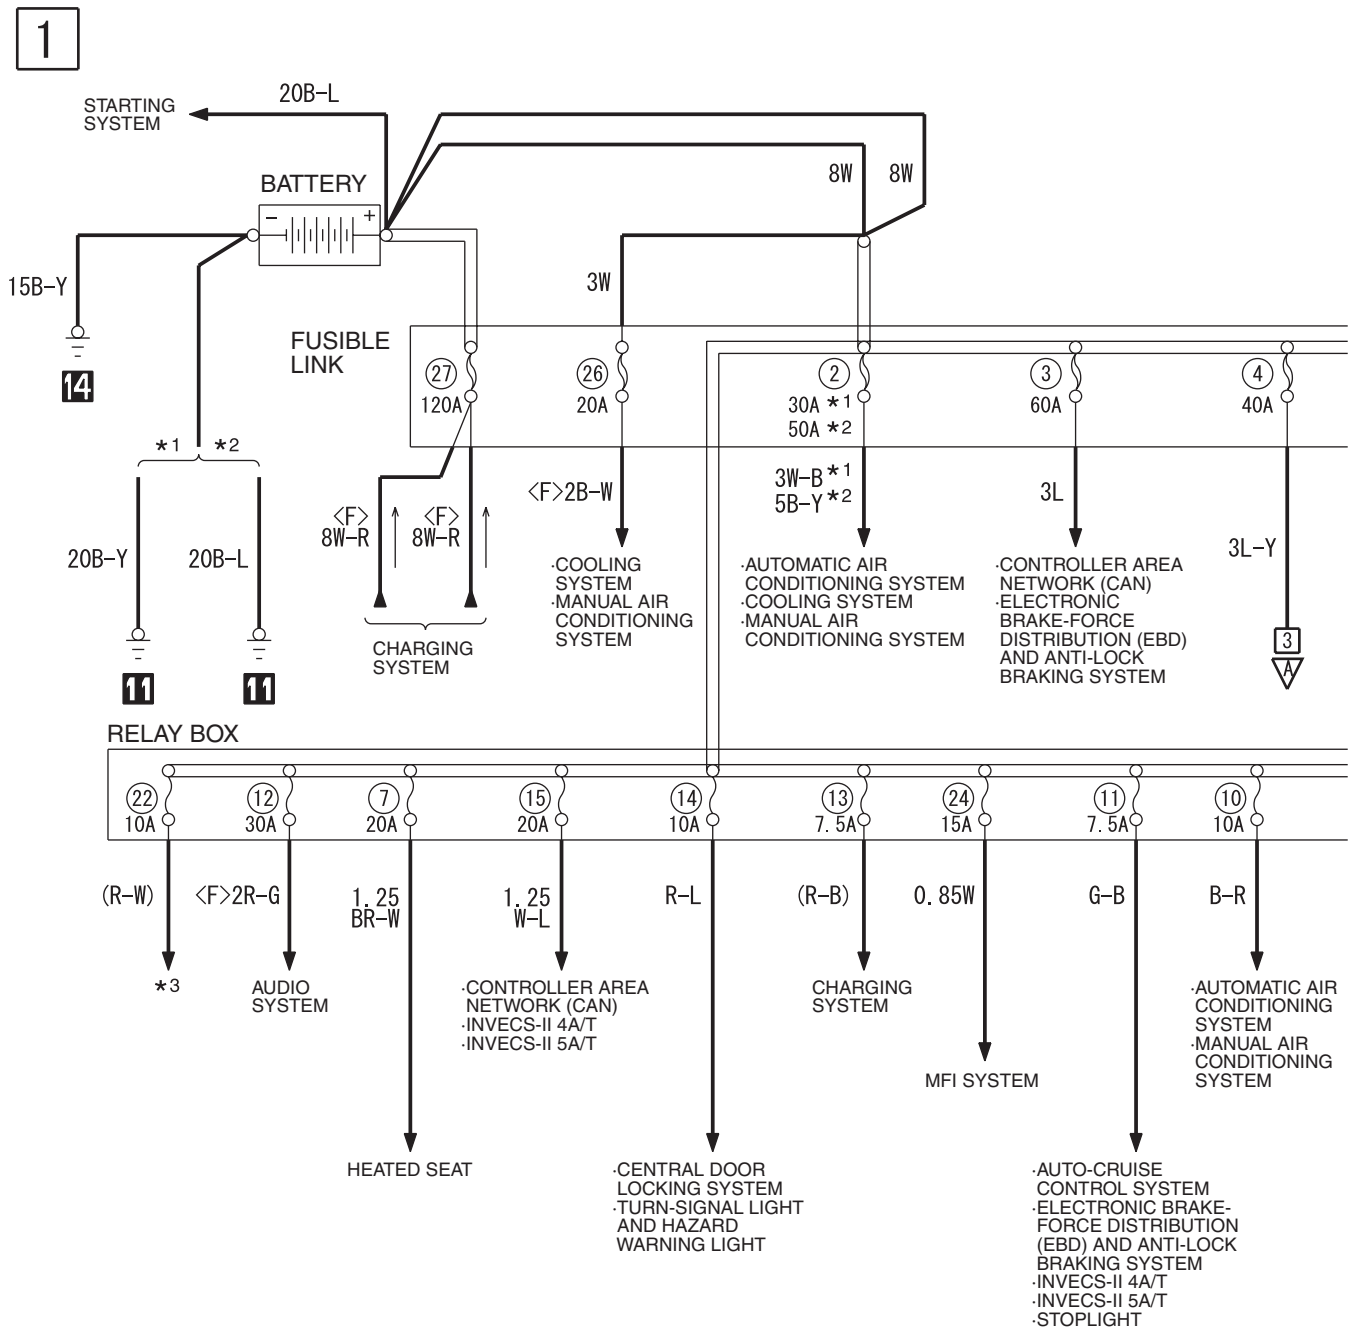 1
20B-L
STARTING
SYSTEM
8W
8W
BATTERY
- +
15B-Y
3W
FUSIBLE
LINK
14
27
120A
26
20A
2
30A *1
50A *2
3
60A
4
40A
*1 *2
<F>
8W-R
<F>
8W-R
<F>2B-W
3W-B*1
5B-Y*2
3L
3L-Y
20B-Y
20B-L
11
11
CHARGING
SYSTEM
·COOLING
SYSTEM
·MANUAL AIR
CONDITIONING
SYSTEM
·AUTOMATIC AIR
CONDITIONING SYSTEM
·COOLING SYSTEM
·MANUAL AIR
CONDITIONING SYSTEM
·CONTROLLER AREA
NETWORK (CAN)
·ELECTRONIC
BRAKE-FORCE
DISTRIBUTION (EBD)
AND ANTI-LOCK
BRAKING SYSTEM
3
A
RELAY BOX
22
10A
12
30A
7
20A
15
20A
14
10A
13
7.5A
24
15A
11
7.5A
10
10A
(R-W)
<F>2R-G
1.25
BR-W
1.25
W-L
R-L
(R-B)
0.85W
G-B
B-R
*3
AUDIO
SYSTEM
·CONTROLLER AREA
NETWORK (CAN)
·INVECS-II 4A/T
·INVECS-II 5A/T
CHARGING
SYSTEM
·AUTOMATIC AIR
CONDITIONING
SYSTEM
·MANUAL AIR
CONDITIONING
SYSTEM
MFI SYSTEM
HEATED SEAT
·CENTRAL DOOR
LOCKING SYSTEM
·TURN-SIGNAL LIGHT
AND HAZARD
WARNING LIGHT
·AUTO-CRUISE
CONTROL SYSTEM
·ELECTRONIC BRAKE-
FORCE DISTRIBUTION
(EBD) AND ANTI-LOCK
BRAKING SYSTEM
·INVECS-II 4A/T
·INVECS-II 5A/T
·STOPLIGHT